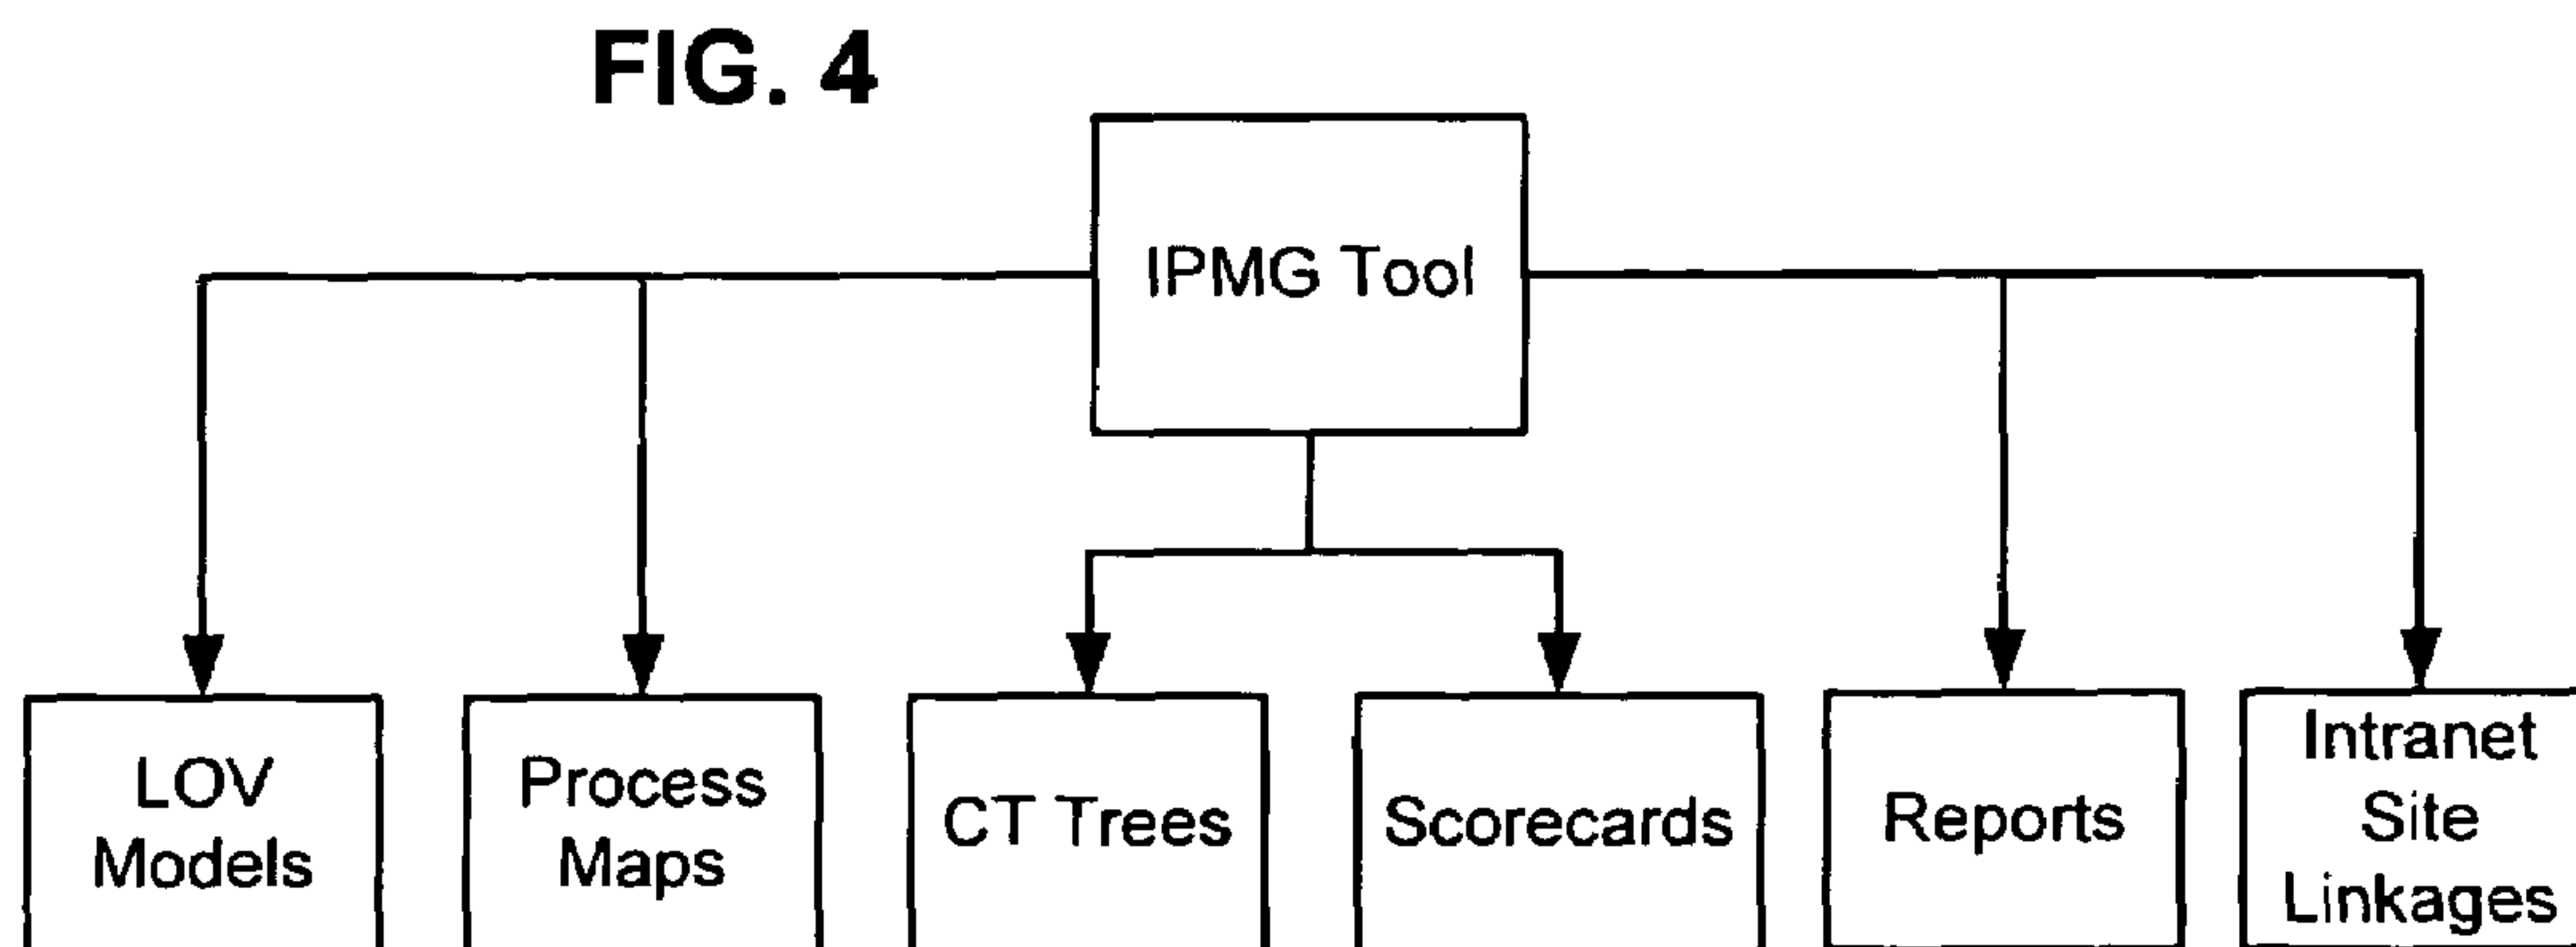 FIG. 4
IPMG Tool
LOV
Models
Process
Maps
CT Trees
Scorecards
Reports
Intranet
Site
Linkages